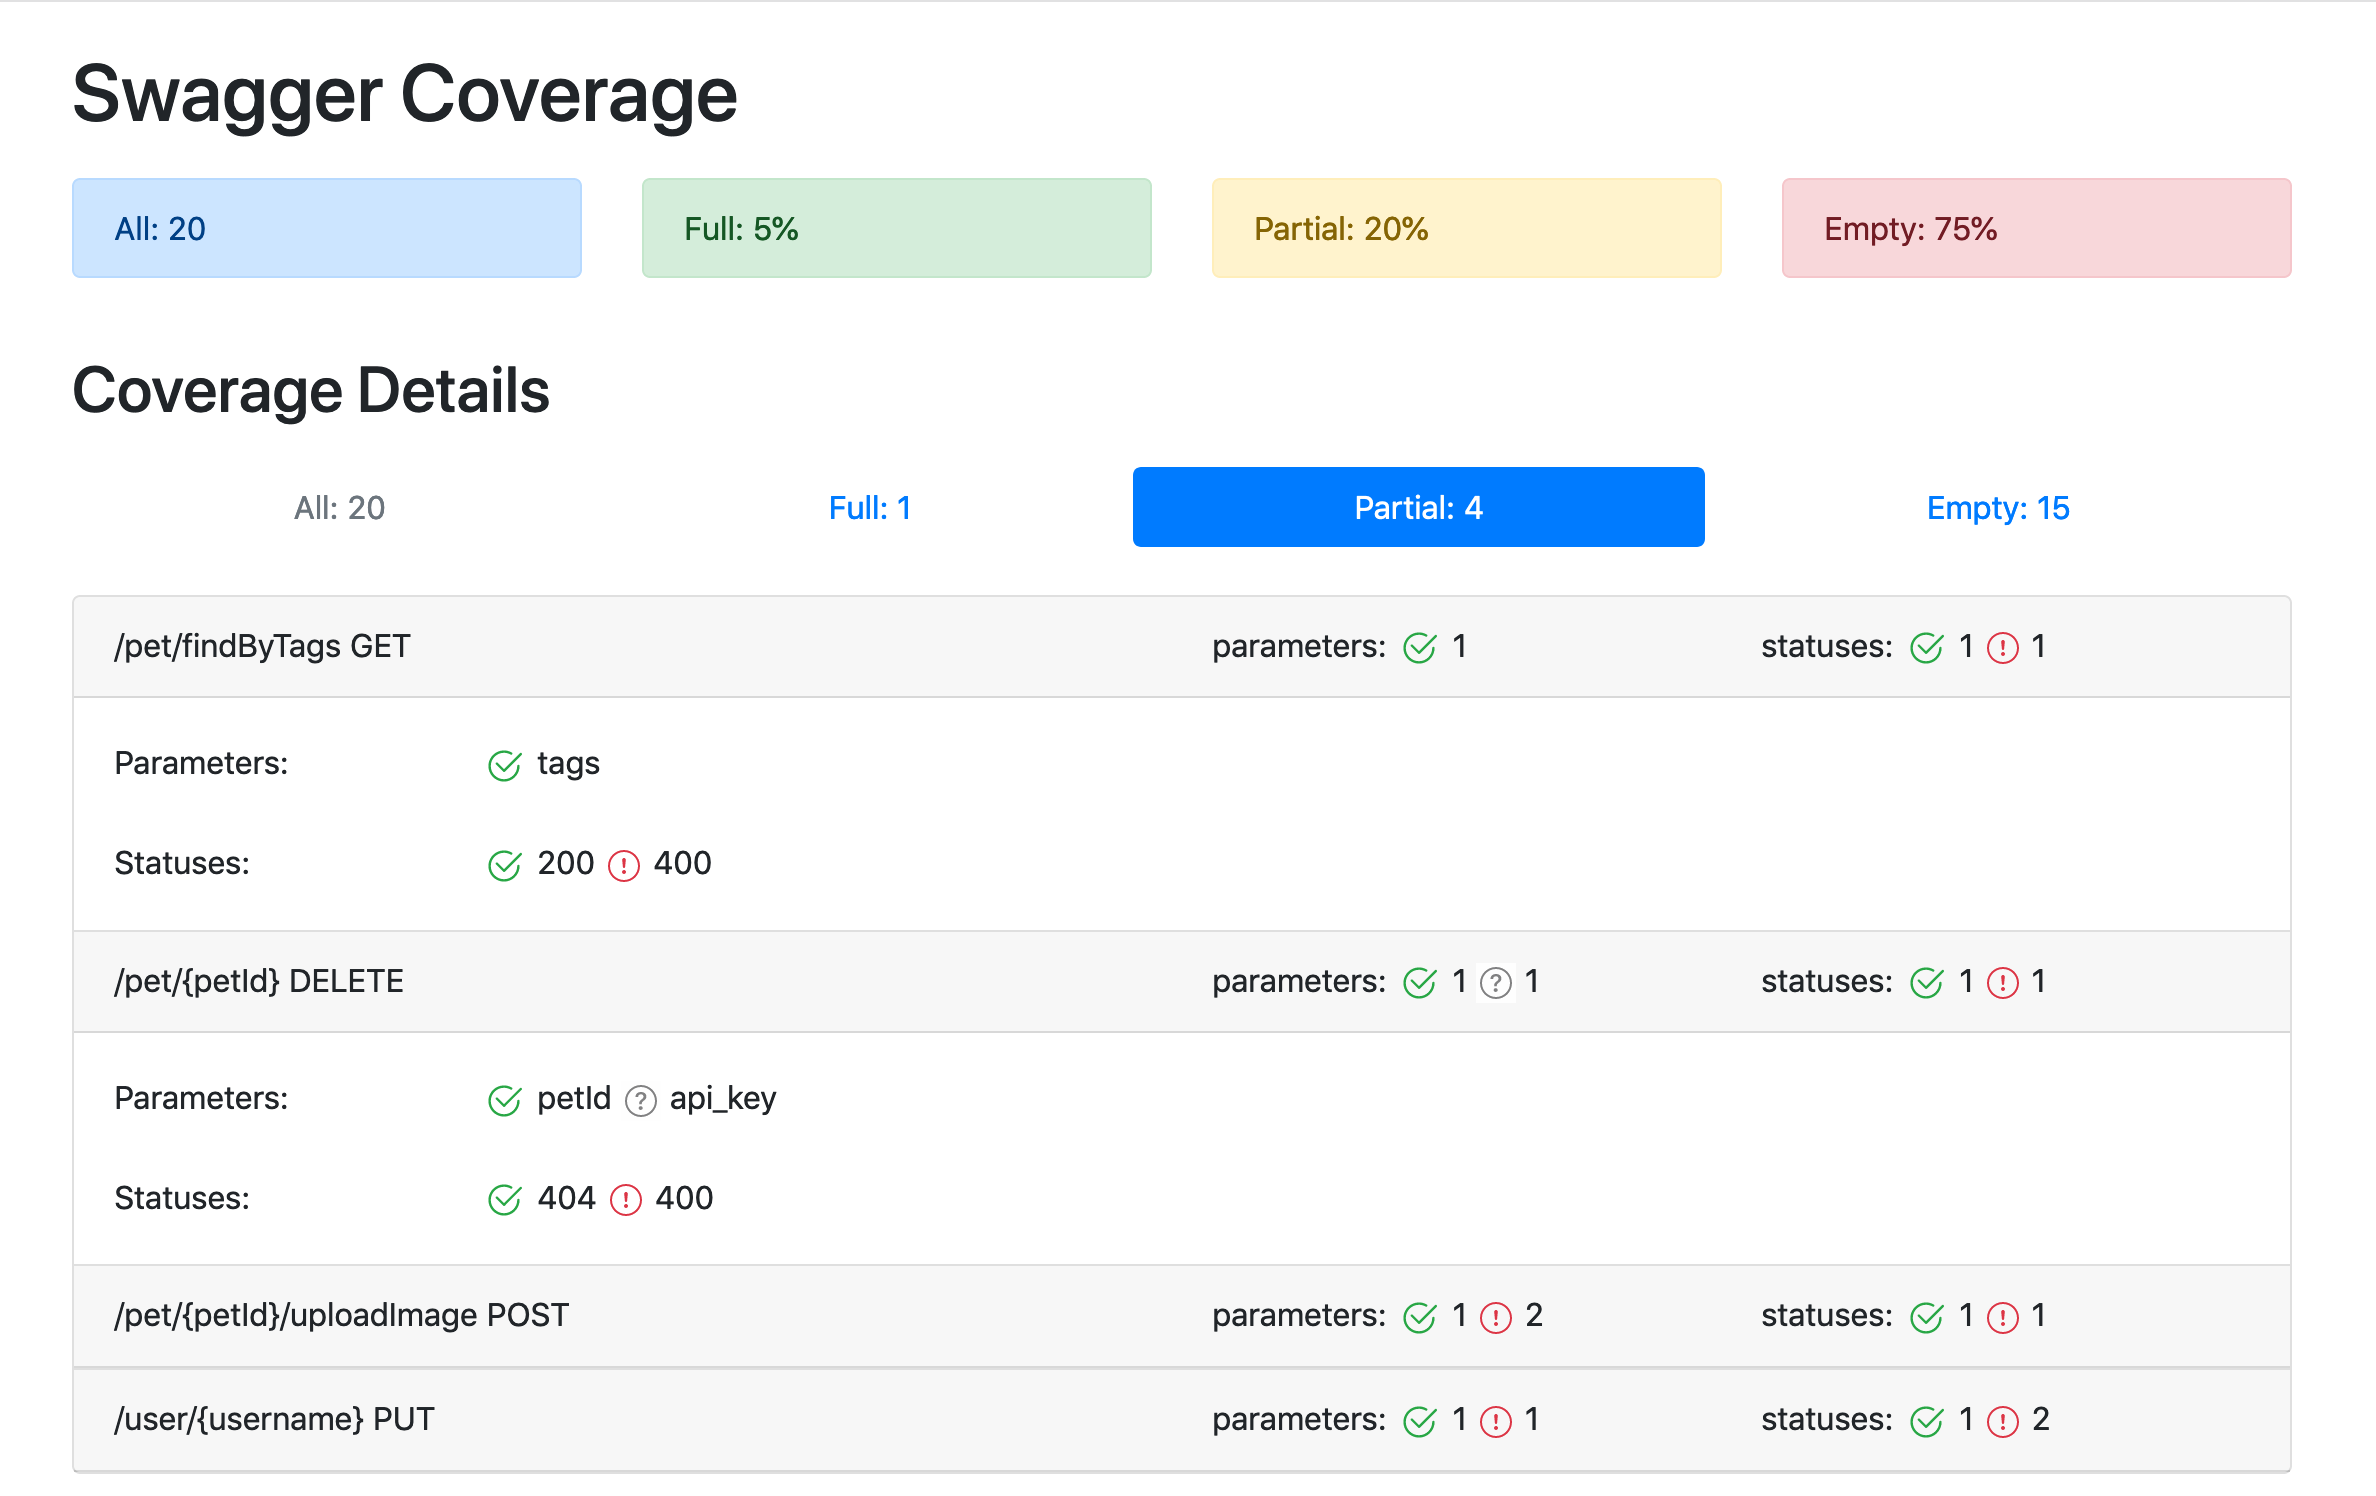 Swagger Coverage
All: 20 Full: 5% Partial: 20% Empty: 75%
Coverage Details
All: 20 Full: 1 Partial: 4 Empty: 15
/pet/findByTags GET parameters: 1 statuses: 1 ! 1
Parameters: tags
Statuses: 200 ! 400
/pet/{petId} DELETE parameters: 1 ? 1 statuses: 1 ! 1
Parameters: petId ? api_key
Statuses: 404 ! 400
/pet/{petId}/uploadImage POST parameters: 1 ! 2 statuses: 1 ! 1
/user/{username} PUT parameters: 1 ! 1 statuses: 1 ! 2